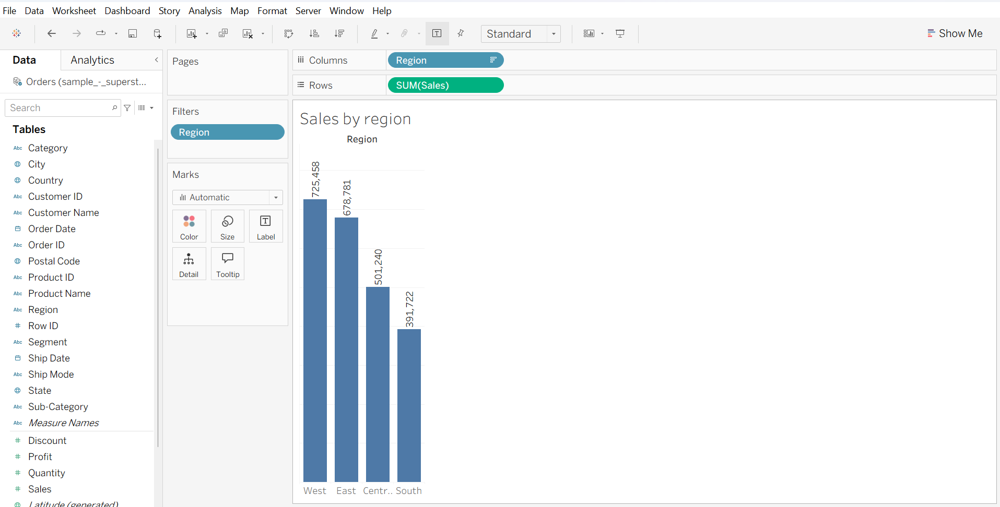 File Data Worksheet Dashboard Story Analysis Map Format Server Window Help
Standard
Show Me
Data Analytics
Orders (sample_-_superst...
Search
Tables
Abc Category
City
Country
Abc Customer ID
Abc Customer Name
Order Date
Abc Order ID
Postal Code
Abc Product ID
Abc Product Name
Abc Region
# Row ID
Abc Segment
Ship Date
Abc Ship Mode
State
Abc Sub-Category
Abc Measure Names
# Discount
# Profit
# Quantity
# Sales
Latitude (generated)
Pages
Filters
Region
Marks
Automatic
Color Size Label
Detail Tooltip
Columns Region
Rows SUM(Sales)
Sales by region
Region
725,458
678,781
501,240
391,722
West East Centr.. South